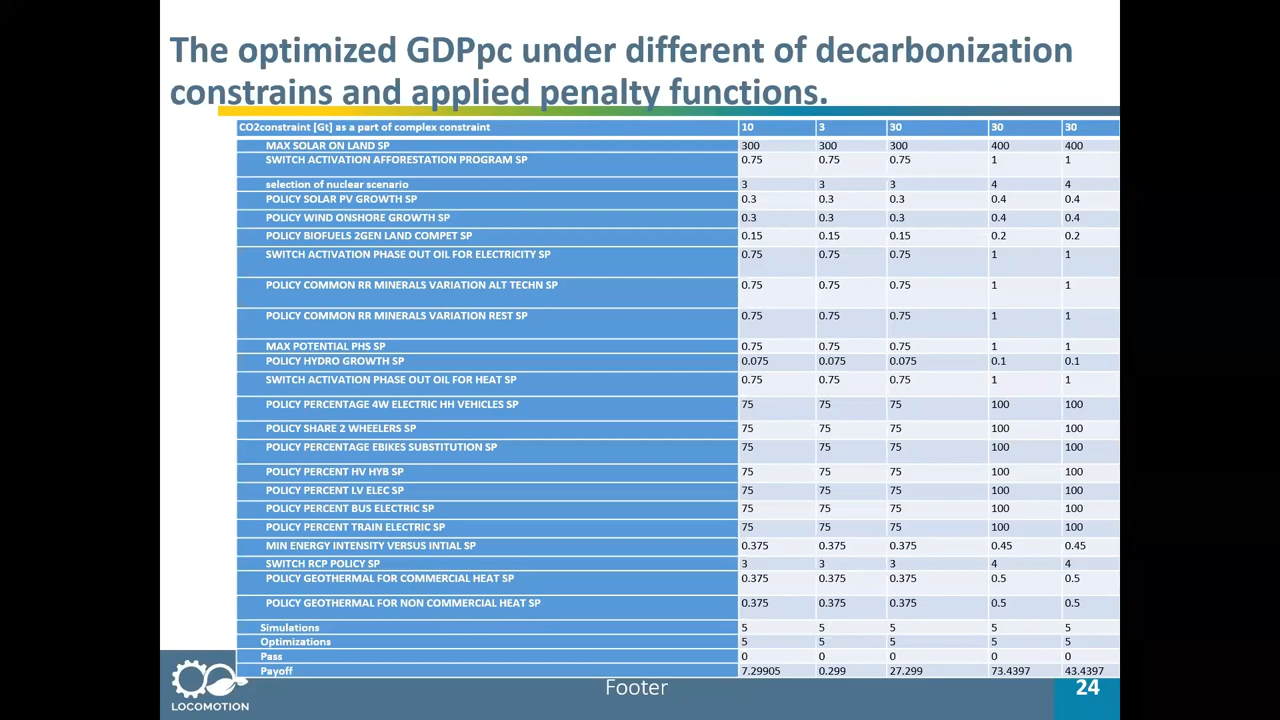 The optimized GDPpc under different of decarbonization
constrains and applied penalty functions.
CO2constraint [Gt] as a part of complex constraint 10 3 30 30 30
MAX SOLAR ON LAND SP 300 300 300 400 400
SWITCH ACTIVATION AFFORESTATION PROGRAM SP 0.75 0.75 0.75 1 1
selection of nuclear scenario 3 3 3 4 4
POLICY SOLAR PV GROWTH SP 0.3 0.3 0.3 0.4 0.4
POLICY WIND ONSHORE GROWTH SP 0.3 0.3 0.3 0.4 0.4
POLICY BIOFUELS 2GEN LAND COMPET SP 0.15 0.15 0.15 0.2 0.2
SWITCH ACTIVATION PHASE OUT OIL FOR ELECTRICITY SP 0.75 0.75 0.75 1 1
POLICY COMMON RR MINERALS VARIATION ALT TECHN SP 0.75 0.75 0.75 1 1
POLICY COMMON RR MINERALS VARIATION REST SP 0.75 0.75 0.75 1 1
MAX POTENTIAL PHS SP 0.75 0.75 0.75 1 1
POLICY HYDRO GROWTH SP 0.075 0.075 0.075 0.1 0.1
SWITCH ACTIVATION PHASE OUT OIL FOR HEAT SP 0.75 0.75 0.75 1 1
POLICY PERCENTAGE 4W ELECTRIC HH VEHICLES SP 75 75 75 100 100
POLICY SHARE 2 WHEELERS SP 75 75 75 100 100
POLICY PERCENTAGE EBIKES SUBSTITUTION SP 75 75 75 100 100
POLICY PERCENT HV HYB SP 75 75 75 100 100
POLICY PERCENT LV ELEC SP 75 75 75 100 100
POLICY PERCENT BUS ELECTRIC SP 75 75 75 100 100
POLICY PERCENT TRAIN ELECTRIC SP 75 75 75 100 100
MIN ENERGY INTENSITY VERSUS INTIAL SP 0.375 0.375 0.375 0.45 0.45
SWITCH RCP POLICY SP 3 3 3 4 4
POLICY GEOTHERMAL FOR COMMERCIAL HEAT SP 0.375 0.375 0.375 0.5 0.5
POLICY GEOTHERMAL FOR NON COMMERCIAL HEAT SP 0.375 0.375 0.375 0.5 0.5
Simulations 5 5 5 5 5
Optimizations 5 5 5 5 5
Pass 0 0 0 0 0
Payoff 7.29905 0.299 27.299 73.4397 43.4397
LOCOMOTION
Footer
24